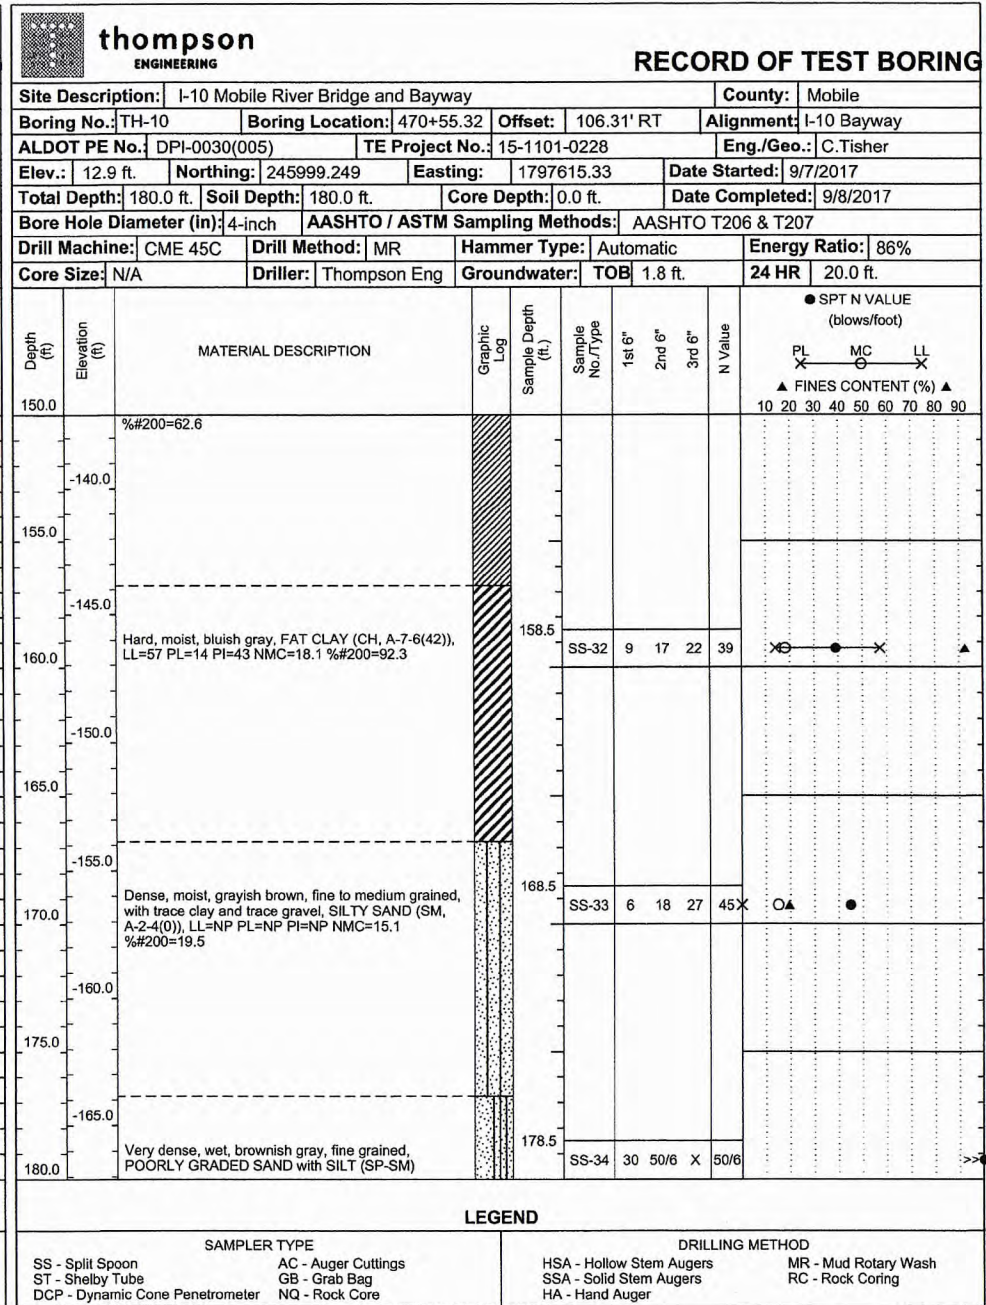 thompson
ENGINEERING
RECORD OF TEST BORING
Site Description: I-10 Mobile River Bridge and Bayway County: Mobile
Boring No.: TH-10 Boring Location: 470+55.32 Offset: 106.31' RT Alignment: I-10 Bayway
ALDOT PE No.: DPI-0030(005) TE Project No.: 15-1101-0228 Eng./Geo.: C.Tisher
Elev.: 12.9 ft. Northing: 245999.249 Easting: 1797615.33 Date Started: 9/7/2017
Total Depth: 180.0 ft. Soil Depth: 180.0 ft. Core Depth: 0.0 ft. Date Completed: 9/8/2017
Bore Hole Diameter (in): 4-inch AASHTO / ASTM Sampling Methods: AASHTO T206 & T207
Drill Machine: CME 45C Drill Method: MR Hammer Type: Automatic Energy Ratio: 86%
Core Size: N/A Driller: Thompson Eng Groundwater: TOB 1.8 ft. 24 HR 20.0 ft.
Depth (ft) Elevation (ft) MATERIAL DESCRIPTION Graphic Log Sample Depth (ft.) Sample No./Type 1st 6" 2nd 6" 3rd 6" N Value
● SPT N VALUE
(blows/foot)
PL MC LL
X O X
▲ FINES CONTENT (%) ▲
150.0 10 20 30 40 50 60 70 80 90
%#200=62.6
-140.0
155.0
-145.0
158.5
Hard, moist, bluish gray, FAT CLAY (CH, A-7-6(42)),
LL=57 PL=14 PI=43 NMC=18.1 %#200=92.3
SS-32 9 17 22 39
160.0
-150.0
165.0
-155.0
168.5
Dense, moist, grayish brown, fine to medium grained,
with trace clay and trace gravel, SILTY SAND (SM,
A-2-4(0)), LL=NP PL=NP PI=NP NMC=15.1
%#200=19.5
SS-33 6 18 27 45
170.0
-160.0
175.0
-165.0
178.5
Very dense, wet, brownish gray, fine grained,
POORLY GRADED SAND with SILT (SP-SM)
SS-34 30 50/6 X 50/6 >>●
180.0
LEGEND
SAMPLER TYPE
SS - Split Spoon AC - Auger Cuttings
ST - Shelby Tube GB - Grab Bag
DCP - Dynamic Cone Penetrometer NQ - Rock Core
DRILLING METHOD
HSA - Hollow Stem Augers MR - Mud Rotary Wash
SSA - Solid Stem Augers RC - Rock Coring
HA - Hand Auger